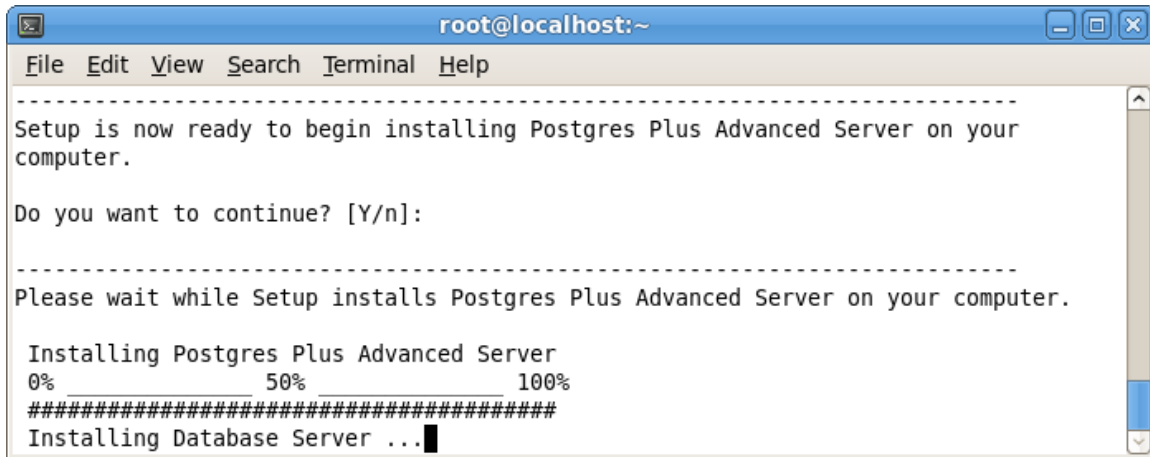 root@localhost:~
File Edit View Search Terminal Help
------------------------------------------------------------------------------
Setup is now ready to begin installing Postgres Plus Advanced Server on your
computer.
Do you want to continue? [Y/n]:
------------------------------------------------------------------------------
Please wait while Setup installs Postgres Plus Advanced Server on your computer.
Installing Postgres Plus Advanced Server
0% ______________ 50% ______________ 100%
########################################
Installing Database Server ...